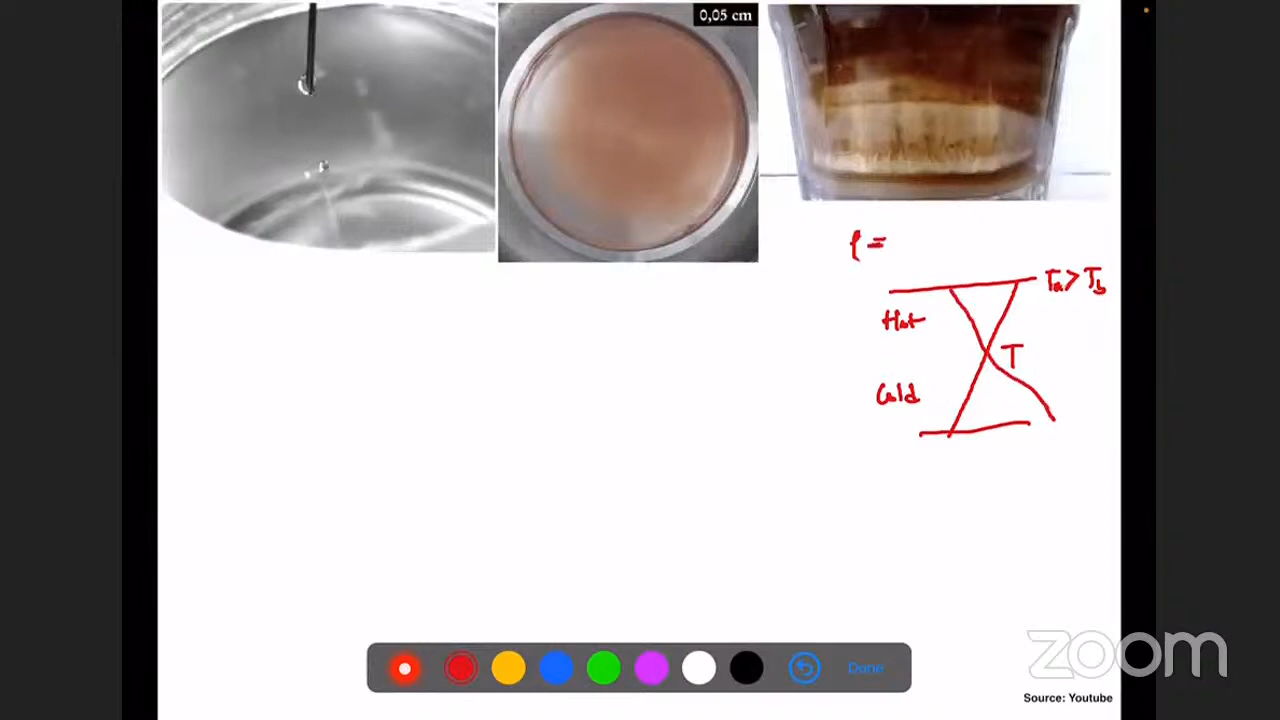 0,05 cm
ρ =
Ta > Tb
Hot
T
Cold
Done
zoom
Source: Youtube